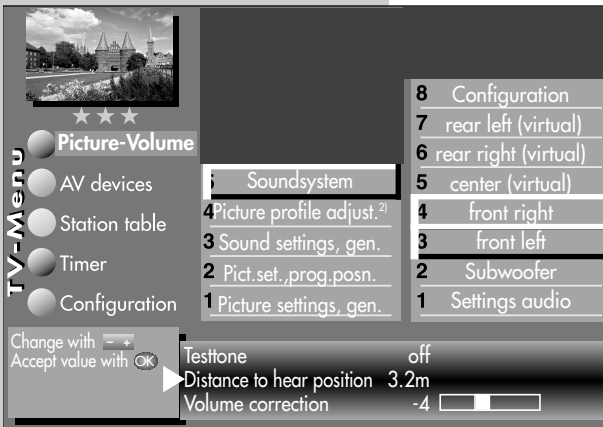 TV-Menu
Picture-Volume
AV devices
Station table
Timer
Configuration
5 Soundsystem
4 Picture profile adjust.2)
3 Sound settings, gen.
2 Pict.set.,prog.posn.
1 Picture settings, gen.
8 Configuration
7 rear left (virtual)
6 rear right (virtual)
5 center (virtual)
4 front right
3 front left
2 Subwoofer
1 Settings audio
Change with - +
Accept value with OK
Testtone off
Distance to hear position 3.2m
Volume correction -4